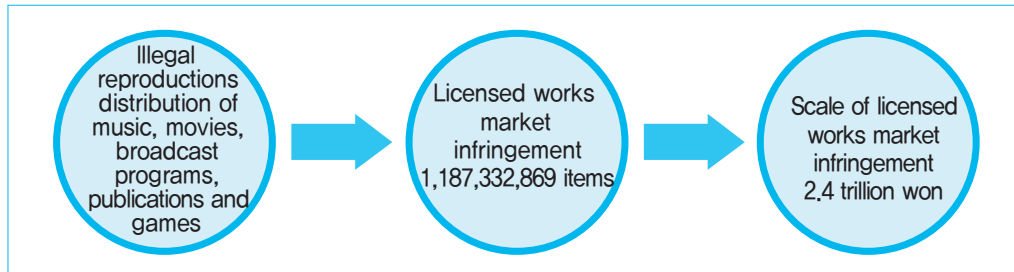 Illegal
reproductions
distribution of
music, movies,
broadcast
programs,
publications and
games
Licensed works
market
infringement
1,187,332,869 items
Scale of licensed
works market
infringement
2.4 trillion won